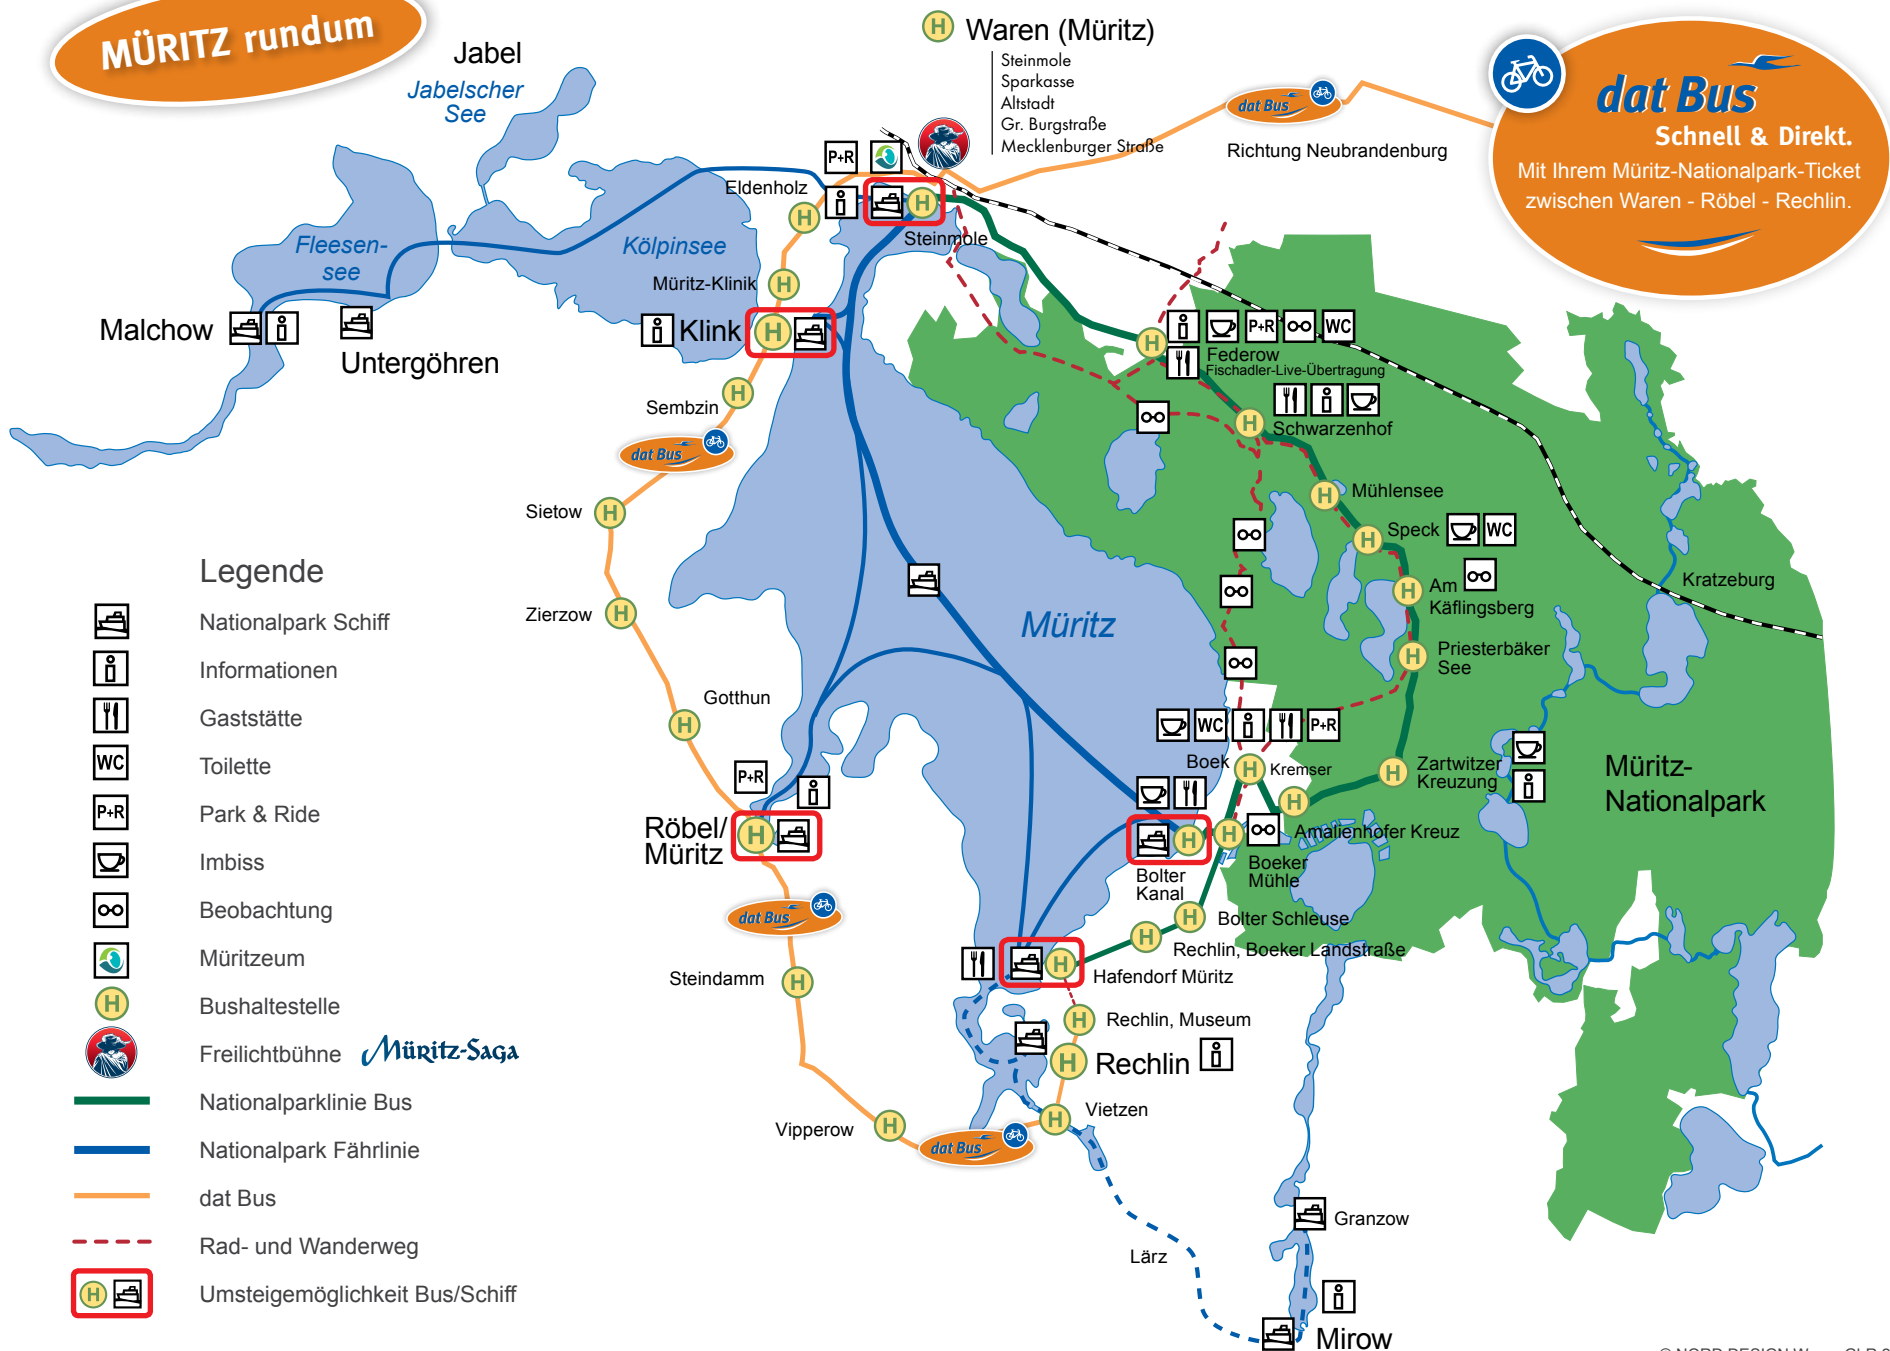 MÜRITZ rundum
Jabel
Jabelscher
See
H Waren (Müritz)
Steinmole
Sparkasse
Altstadt
Gr. Burgstraße
Mecklenburger Straße
dat Bus
Richtung Neubrandenburg
dat Bus
Schnell & Direkt.
Mit Ihrem Müritz-Nationalpark-Ticket
zwischen Waren - Röbel - Rechlin.
P+R
Eldenholz
H
H
Steinmole
Fleesen-
see
Kölpinsee
Müritz-Klinik
H
Malchow
Untergöhren
Klink
H
H
P+R
WC
Federow
Fischadler-Live-Übertragung
Sembzin
H
H
Schwarzenhof
dat Bus
Sietow
H
H
Mühlensee
H
Speck
WC
Kratzeburg
H
Am
Käflingsberg
Zierzow
H
Müritz
H
Priesterbäker
See
Gotthun
H
WC
P+R
Boek
H
Kremser
H
Zartwitzer
Kreuzung
Müritz-
Nationalpark
P+R
H
Amalienhofer Kreuz
Röbel/
Müritz
H
H
H
Bolter
Kanal
Boeker
Mühle
dat Bus
H
Bolter Schleuse
H
Rechlin, Boeker Landstraße
H
Hafendorf Müritz
Steindamm
H
H
Rechlin, Museum
H
Rechlin
H
Vietzen
Vipperow
H
dat Bus
Granzow
Lärz
Mirow
Legende
Nationalpark Schiff
Informationen
Gaststätte
WC Toilette
P+R Park & Ride
Imbiss
Beobachtung
Müritzeum
H Bushaltestelle
Freilichtbühne Müritz-Saga
Nationalparklinie Bus
Nationalpark Fährlinie
dat Bus
Rad- und Wanderweg
H Umsteigemöglichkeit Bus/Schiff